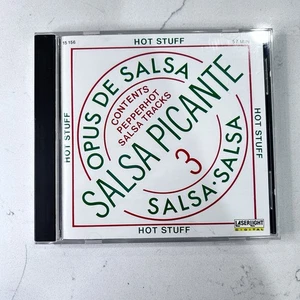 HOT STUFF
15 156
OPUS DE SALSA
CONTENTS
PEPPERHOT
SALSA TRACKS
SALSA PICANTE
3
SALSA·SALSA
HOT STUFF
HOT STUFF
HOT STUFF
LASERLIGHT
DIGITAL